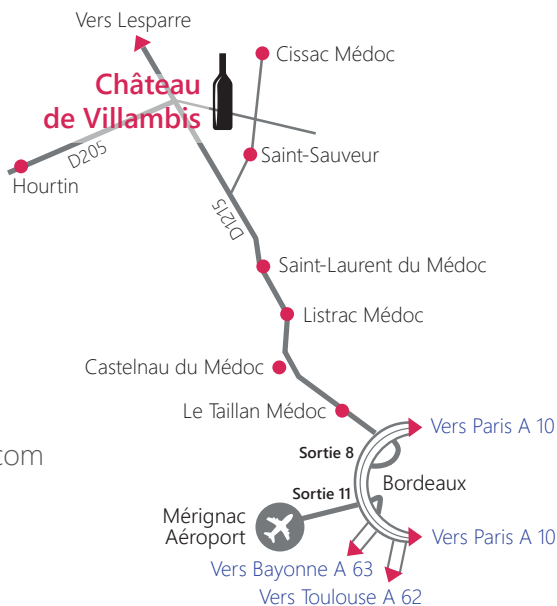 Vers Lesparre
Cissac Médoc
Château
de Villambis
D205
Saint-Sauveur
Hourtin
D1215
Saint-Laurent du Médoc
Listrac Médoc
Castelnau du Médoc
Le Taillan Médoc
Vers Paris A 10
com
Sortie 8
Bordeaux
Sortie 11
Mérignac
Aéroport
Vers Paris A 10
Vers Bayonne A 63
Vers Toulouse A 62